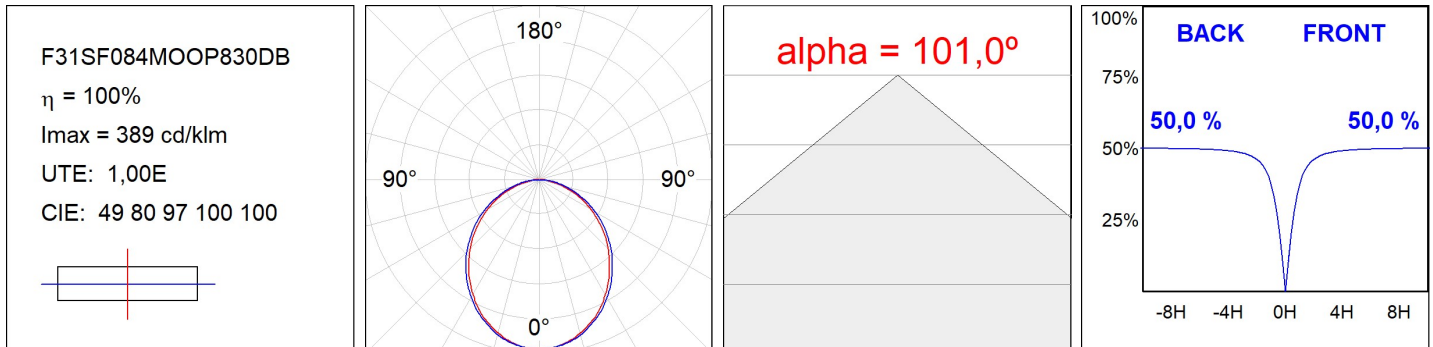 F31SF084MOOP830DB
η = 100%
Imax = 389 cd/klm
UTE: 1,00E
CIE: 49 80 97 100 100
180°
90° 90°
0°
alpha = 101,0º
100% BACK FRONT
75%
50,0 % 50,0 %
50%
25%
-8H -4H 0H 4H 8H